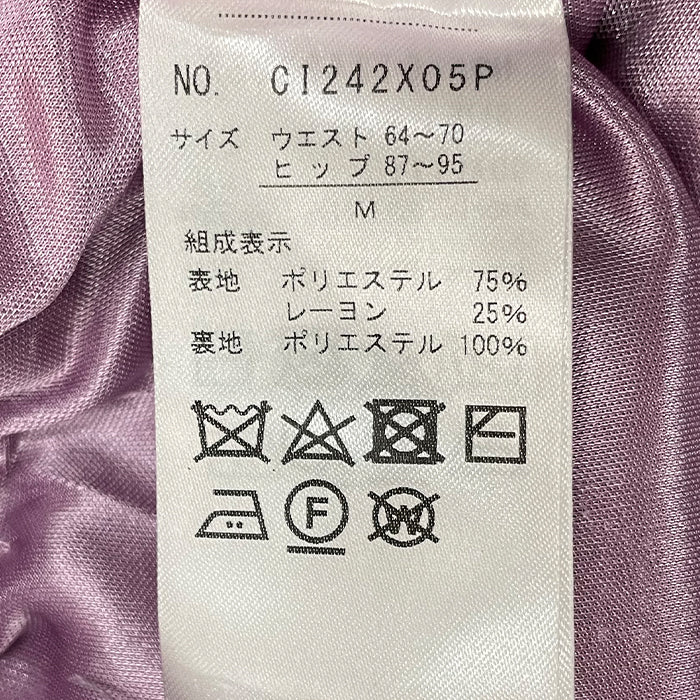 NO. CI242X05P
サイズ ウエスト 64〜70
ヒップ 87〜95
M
組成表示
表地 ポリエステル 75%
レーヨン 25%
裏地 ポリエステル 100%
F
W